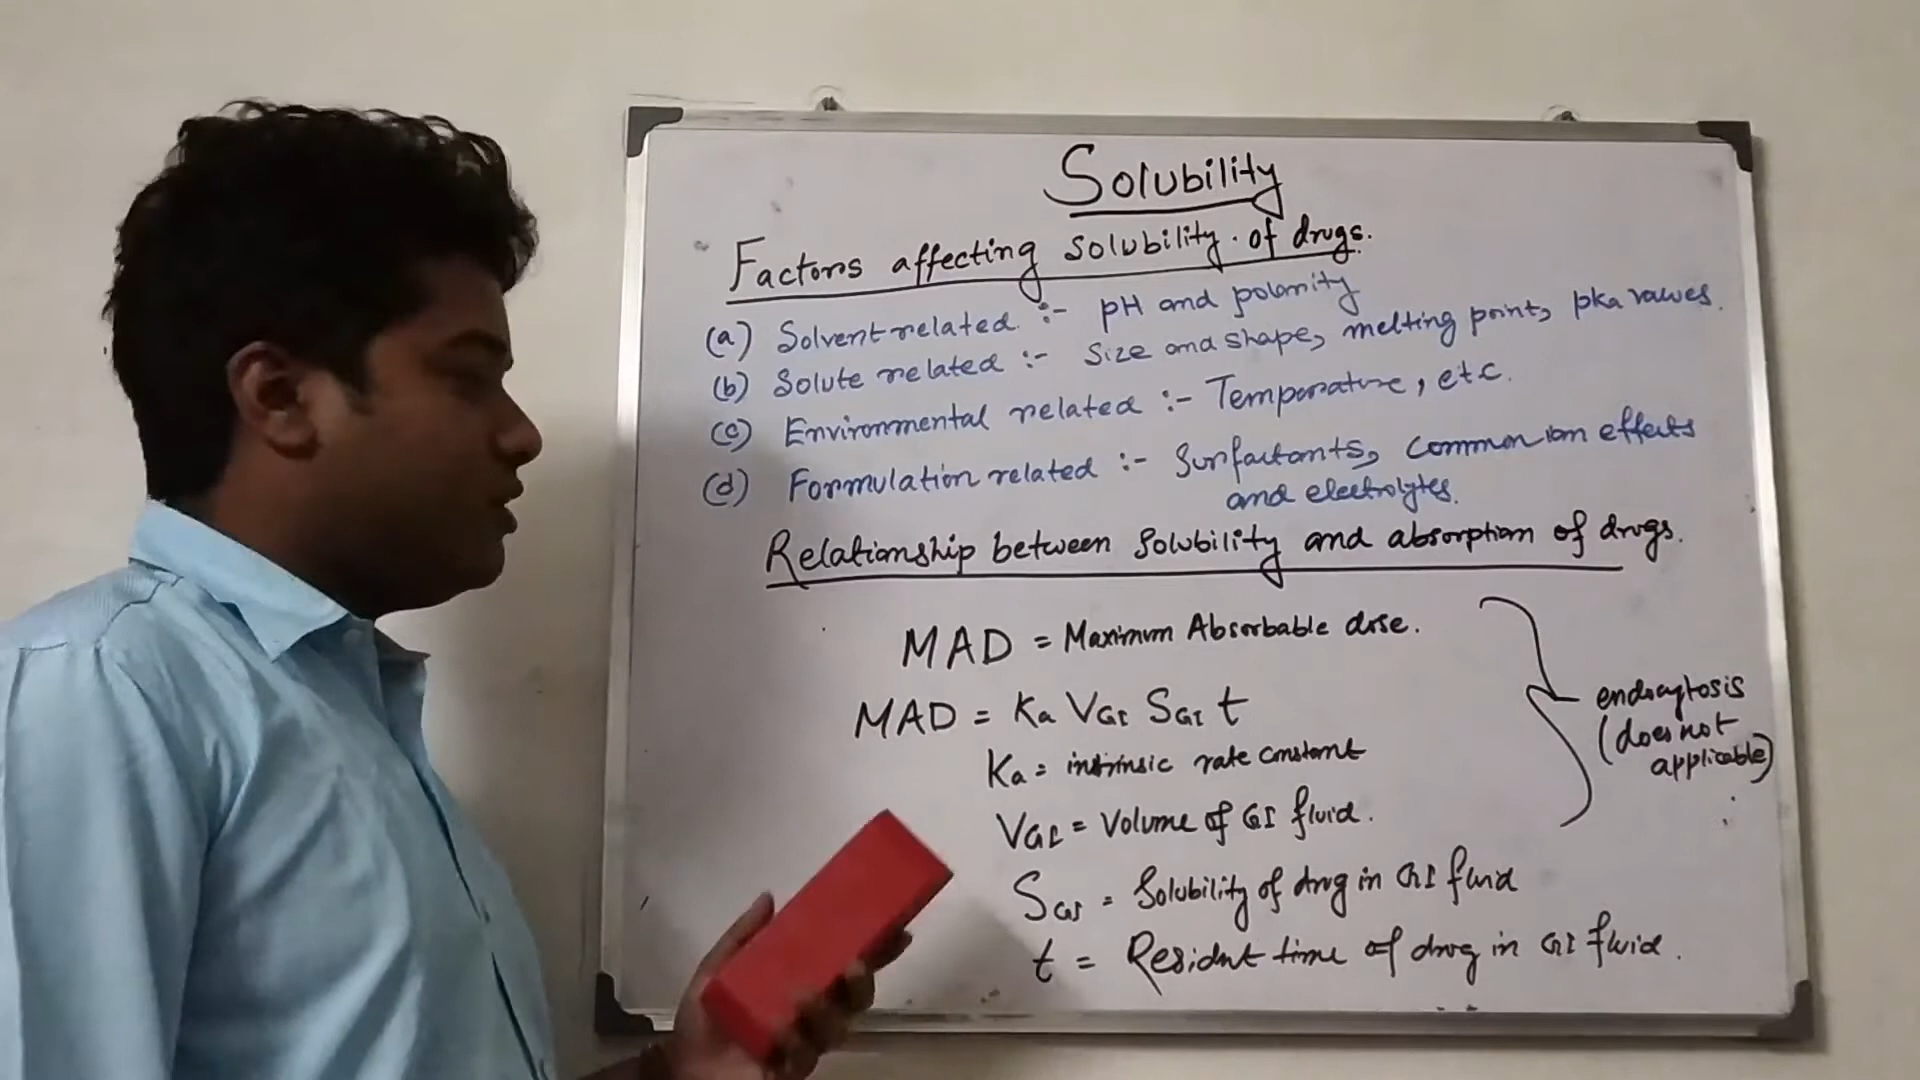 Solubility
Factors affecting solubility of drugs.
(a) Solvent related :- pH and polarity
(b) Solute related :- Size and shape, melting point, pka values.
(c) Environmental related :- Temperature, etc.
(d) Formulation related :- Surfactants, Common ion effects
and electrolytes.
Relationship between Solubility and absorption of drugs.
MAD = Maximum Absorbable dose.
MAD = Ka VGI SGI t
Ka = intrinsic rate constant
VGI = Volume of GI fluid.
SGI = Solubility of drug in GI fluid
t = Resident time of drug in GI fluid.
endocytosis
(does not
applicable)